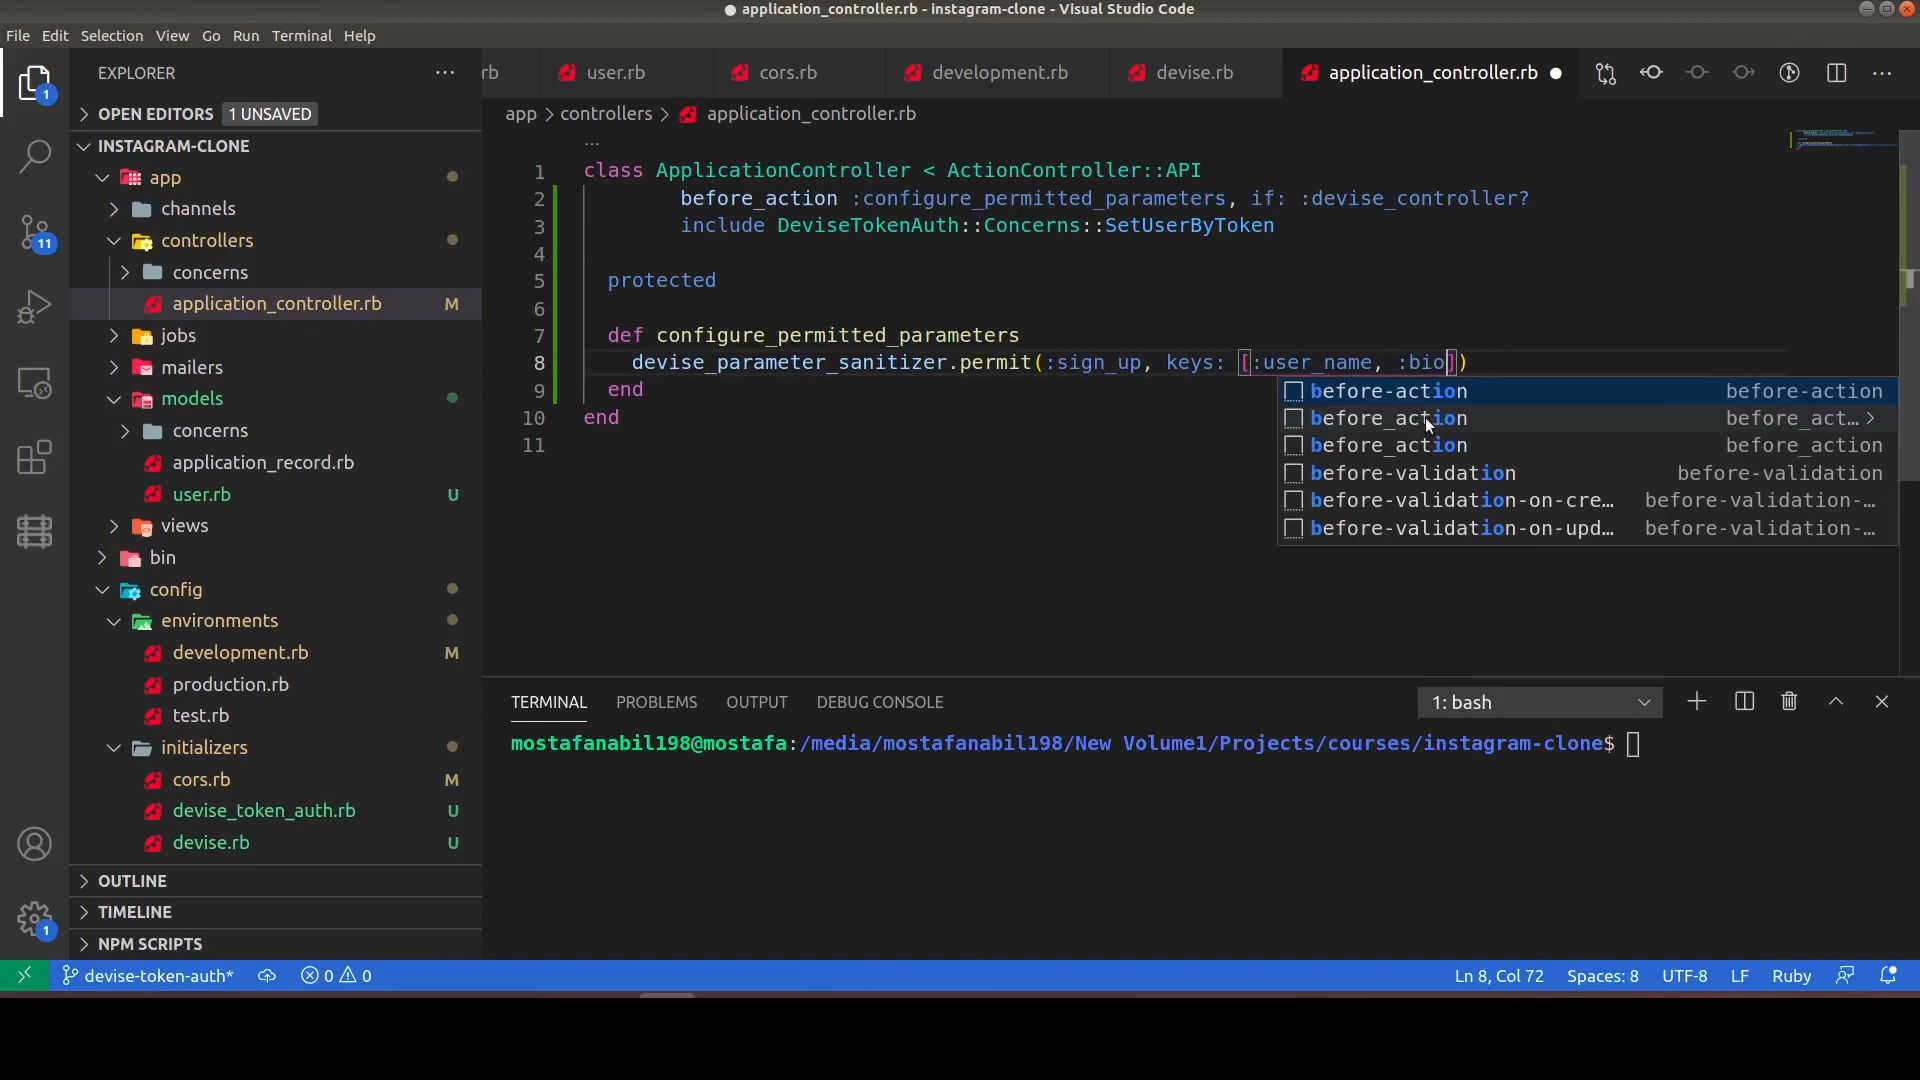 application_controller.rb - instagram-clone - Visual Studio Code
File Edit Selection View Go Run Terminal Help
EXPLORER
OPEN EDITORS 1 UNSAVED
INSTAGRAM-CLONE
app
channels
controllers
concerns
application_controller.rb M
jobs
mailers
models
concerns
application_record.rb
user.rb U
views
bin
config
environments
development.rb M
production.rb
test.rb
initializers
cors.rb M
devise_token_auth.rb U
devise.rb U
OUTLINE
TIMELINE
NPM SCRIPTS
1
11
1
rb user.rb cors.rb development.rb devise.rb application_controller.rb
app > controllers > application_controller.rb
...
1 class ApplicationController < ActionController::API
2 before_action :configure_permitted_parameters, if: :devise_controller?
3 include DeviseTokenAuth::Concerns::SetUserByToken
4
5 protected
6
7 def configure_permitted_parameters
8 devise_parameter_sanitizer.permit(:sign_up, keys: [:user_name, :bio])
9 end
10 end
11
before-action before-action
before_action before_act... >
before_action before_action
before-validation before-validation
before-validation-on-cre... before-validation-...
before-validation-on-upd... before-validation-...
TERMINAL PROBLEMS OUTPUT DEBUG CONSOLE 1: bash
mostafanabil198@mostafa:/media/mostafanabil198/New Volume1/Projects/courses/instagram-clone$
devise-token-auth* 0 0 Ln 8, Col 72 Spaces: 8 UTF-8 LF Ruby